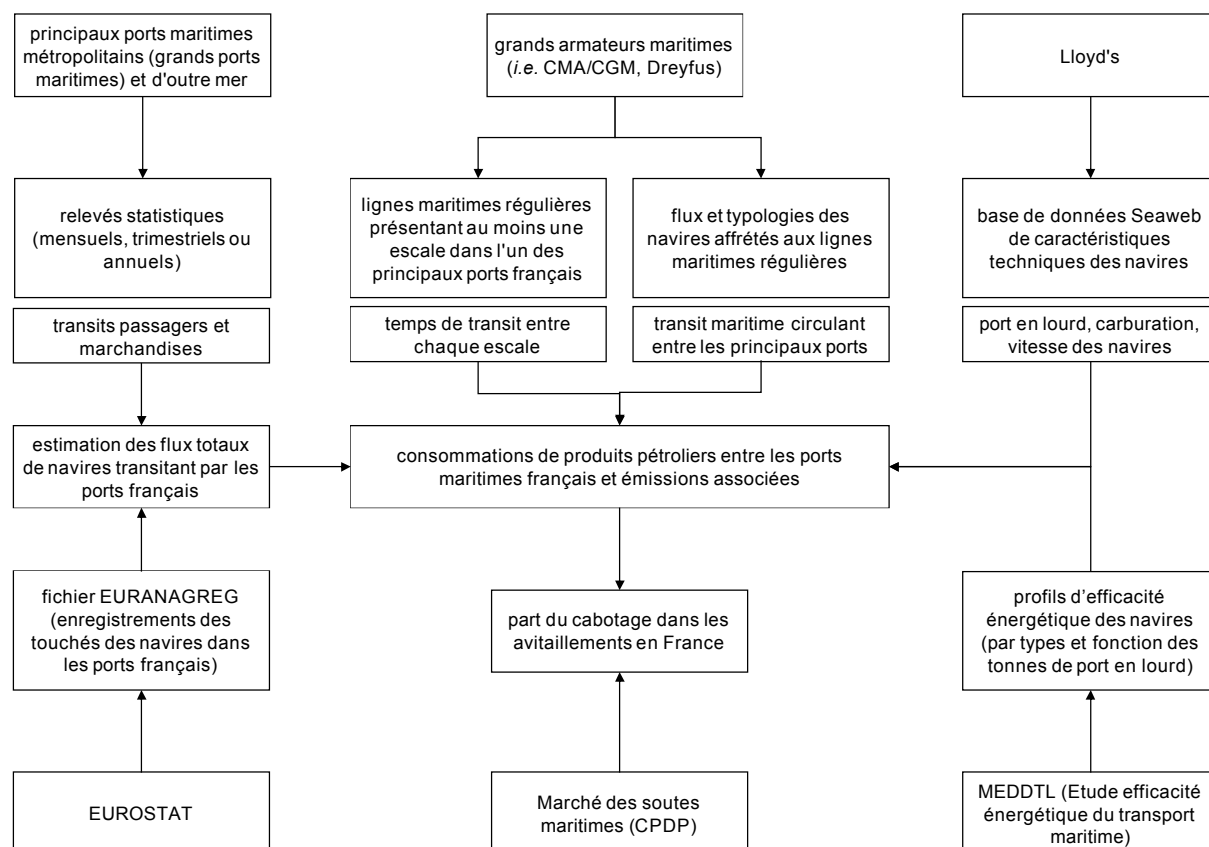 principaux ports maritimes
métropolitains (grands ports
maritimes) et d'outre mer
grands armateurs maritimes
(i.e. CMA/CGM, Dreyfus)
Lloyd's
relevés statistiques
(mensuels, trimestriels ou
annuels)
lignes maritimes régulières
présentant au moins une
escale dans l'un des
principaux ports français
flux et typologies des
navires affrétés aux lignes
maritimes régulières
base de données Seaweb
de caractéristiques
techniques des navires
transits passagers et
marchandises
temps de transit entre
chaque escale
transit maritime circulant
entre les principaux ports
port en lourd, carburation,
vitesse des navires
estimation des flux totaux
de navires transitant par les
ports français
consommations de produits pétroliers entre les ports
maritimes français et émissions associées
fichier EURANAGREG
(enregistrements des
touchés des navires dans
les ports français)
part du cabotage dans les
avitaillements en France
profils d’efficacité
énergétique des navires
(par types et fonction des
tonnes de port en lourd)
EUROSTAT
Marché des soutes
maritimes (CPDP)
MEDDTL (Etude efficacité
énergétique du transport
maritime)